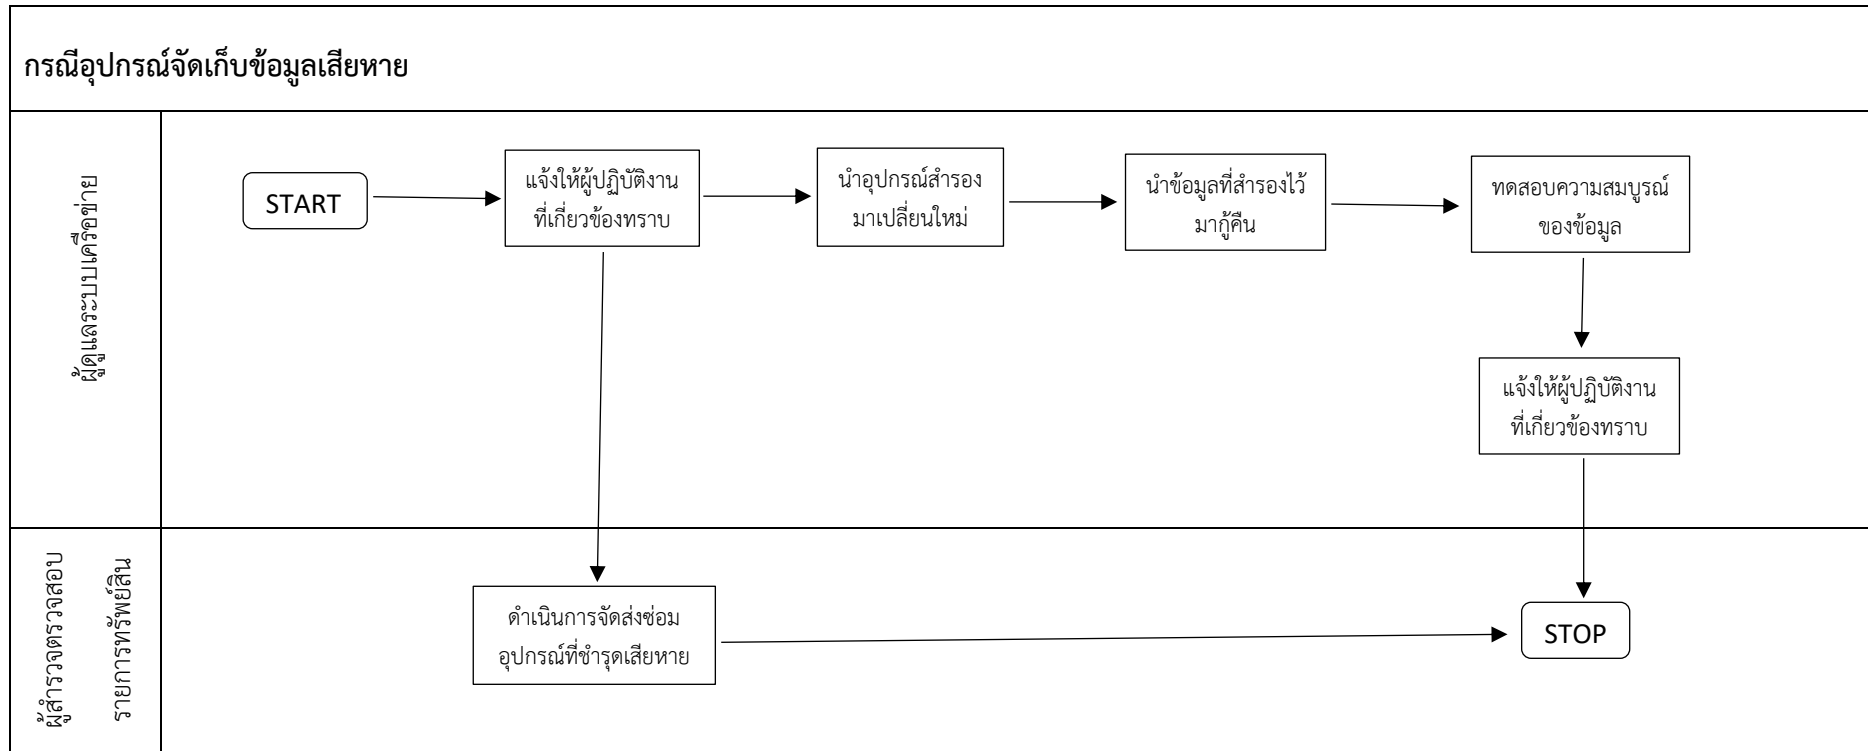 กรณีอุปกรณ์จัดเก็บข้อมูลเสียหาย
ผู้ดูแลระบบเครือข่าย
START
แจ้งให้ผู้ปฏิบัติงาน
ที่เกี่ยวข้องทราบ
นำอุปกรณ์สำรอง
มาเปลี่ยนใหม่
นำข้อมูลที่สำรองไว้
มากู้คืน
ทดสอบความสมบูรณ์
ของข้อมูล
แจ้งให้ผู้ปฏิบัติงาน
ที่เกี่ยวข้องทราบ
ผู้สำรวจตรวจสอบ
รายการทรัพย์สิน
ดำเนินการจัดส่งซ่อม
อุปกรณ์ที่ชำรุดเสียหาย
STOP